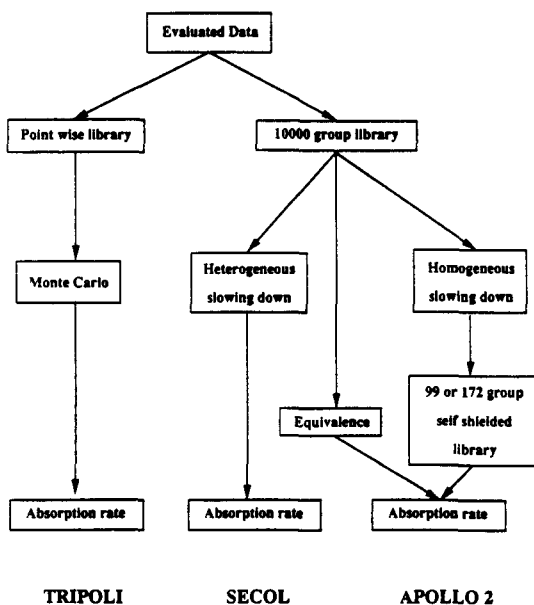 Evaluated Data
Point wise library
10000 group library
Monte Carlo
Heterogeneous
slowing down
Homogeneous
slowing down
99 or 172 group
self shielded
library
Equivalence
Absorption rate
Absorption rate
Absorption rate
TRIPOLI
SECOL
APOLLO 2